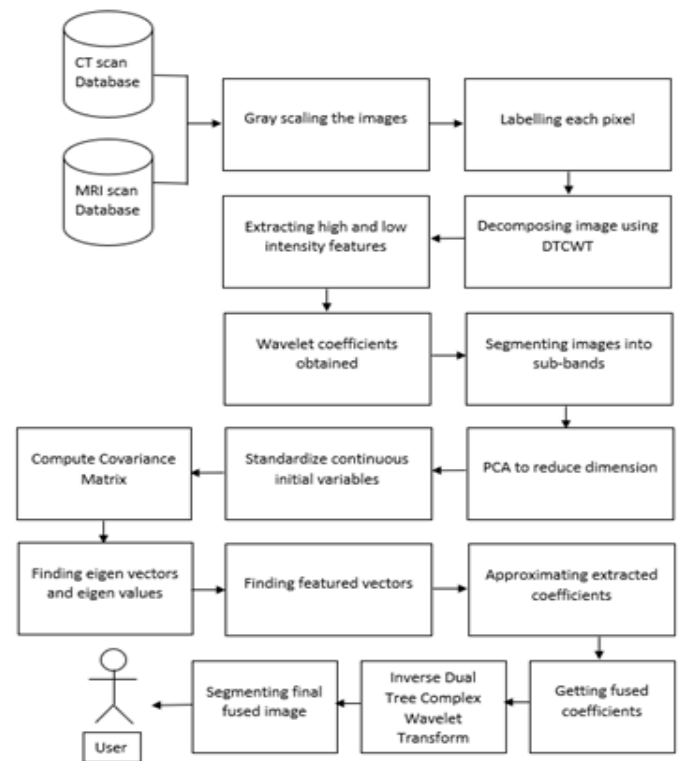 CT scan
Database
Gray scaling the images
Labelling each pixel
MRI scan
Database
Extracting high and low
intensity features
Decomposing image using
DTCWT
Wavelet coefficients
obtained
Segmenting images into
sub-bands
Compute Covariance
Matrix
Standardize continuous
initial variables
PCA to reduce dimension
Finding eigen vectors
and eigen values
Finding featured vectors
Approximating extracted
coefficients
Segmenting final
fused image
Inverse Dual
Tree Complex
Wavelet
Transform
Getting fused
coefficients
User